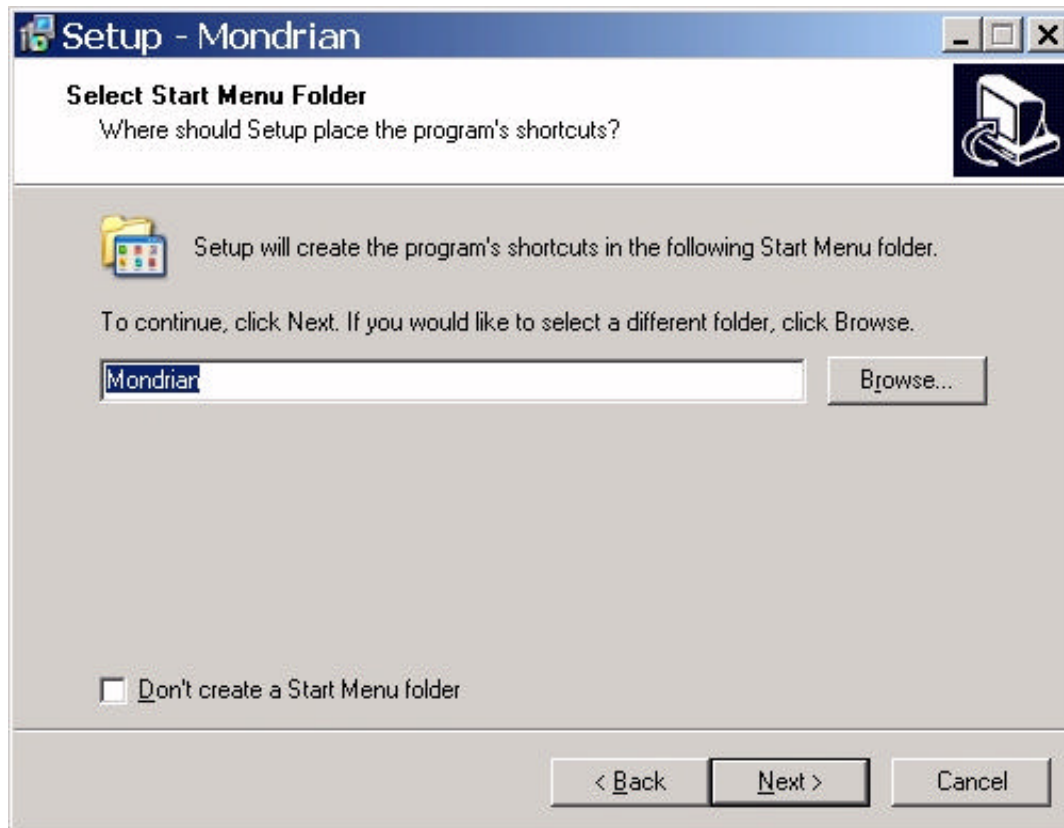 Setup - Mondrian
Select Start Menu Folder
Where should Setup place the program's shortcuts?
Setup will create the program's shortcuts in the following Start Menu folder.
To continue, click Next. If you would like to select a different folder, click Browse.
Mondrian
Browse...
Don't create a Start Menu folder
< Back
Next >
Cancel